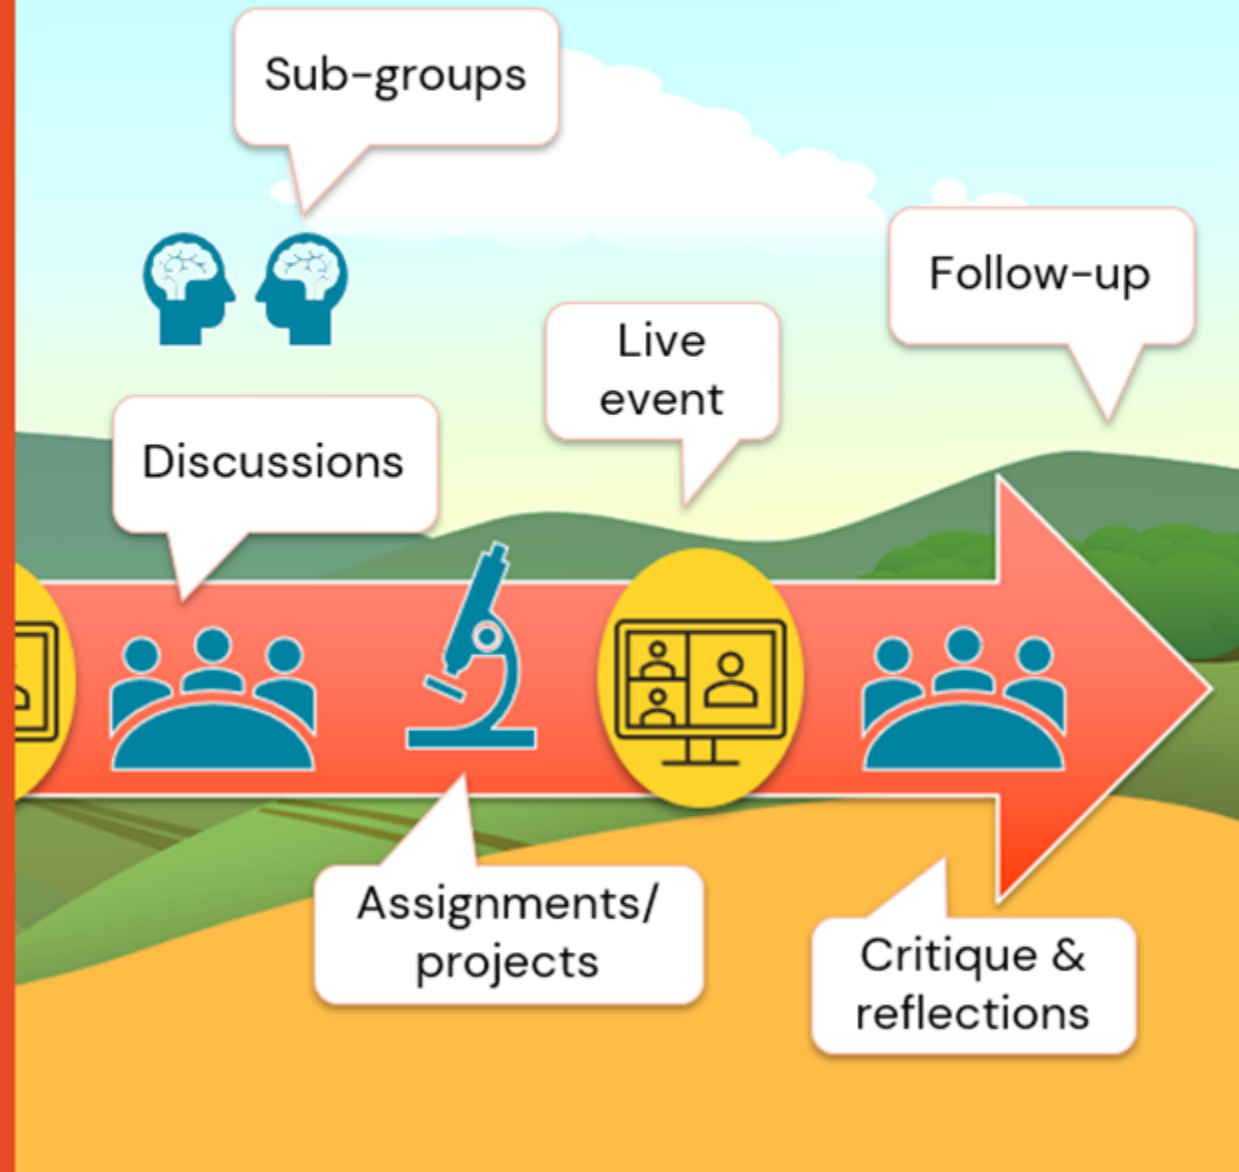 Sub-groups
Follow-up
Live
event
Discussions
Assignments/
projects
Critique &
reflections